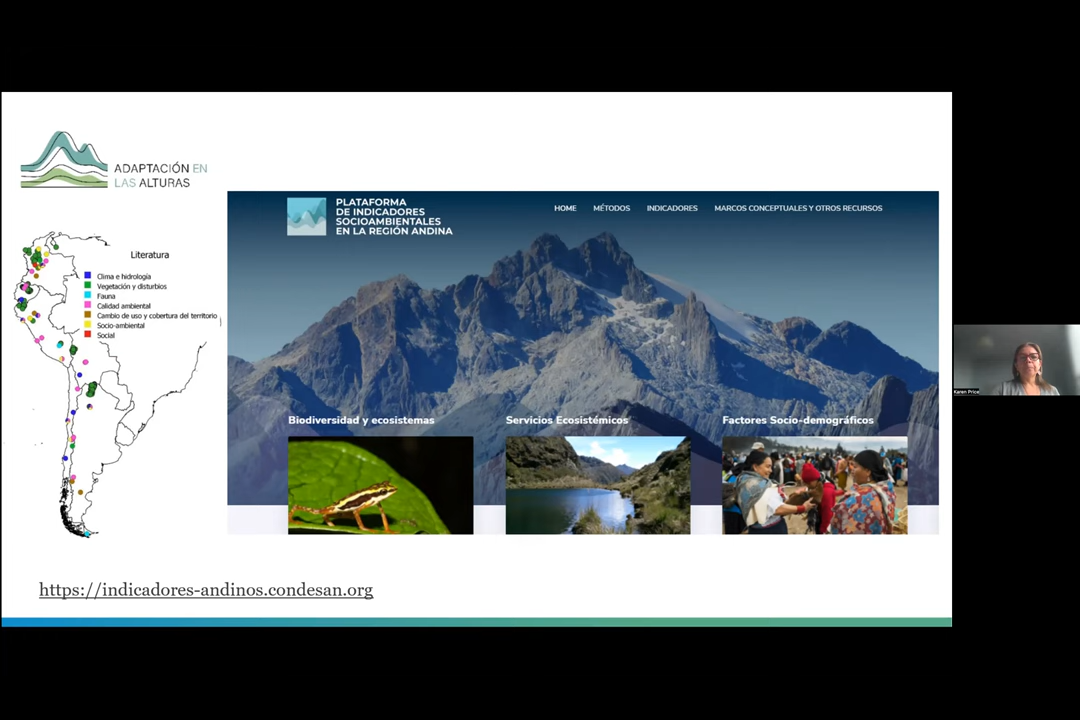 ADAPTACIÓN EN
LAS ALTURAS
Literatura
Clima e hidrología
Vegetación y disturbios
Fauna
Calidad ambiental
Cambio de uso y cobertura del territorio
Socio-ambiental
Social
PLATAFORMA
DE INDICADORES
SOCIOAMBIENTALES
EN LA REGIÓN ANDINA
HOME MÉTODOS INDICADORES MARCOS CONCEPTUALES Y OTROS RECURSOS
Biodiversidad y ecosistemas
Servicios Ecosistémicos
Factores Socio-demográficos
https://indicadores-andinos.condesan.org
Karen Price